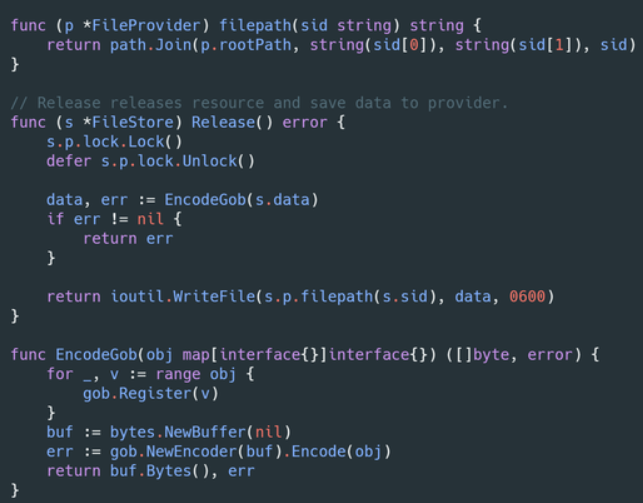 func (p *FileProvider) filepath(sid string) string {
    return path.Join(p.rootPath, string(sid[0]), string(sid[1]), sid)
}

// Release releases resource and save data to provider.
func (s *FileStore) Release() error {
    s.p.lock.Lock()
    defer s.p.lock.Unlock()

    data, err := EncodeGob(s.data)
    if err != nil {
        return err
    }

    return ioutil.WriteFile(s.p.filepath(s.sid), data, 0600)
}

func EncodeGob(obj map[interface{}]interface{}) ([]byte, error) {
    for _, v := range obj {
        gob.Register(v)
    }
    buf := bytes.NewBuffer(nil)
    err := gob.NewEncoder(buf).Encode(obj)
    return buf.Bytes(), err
}